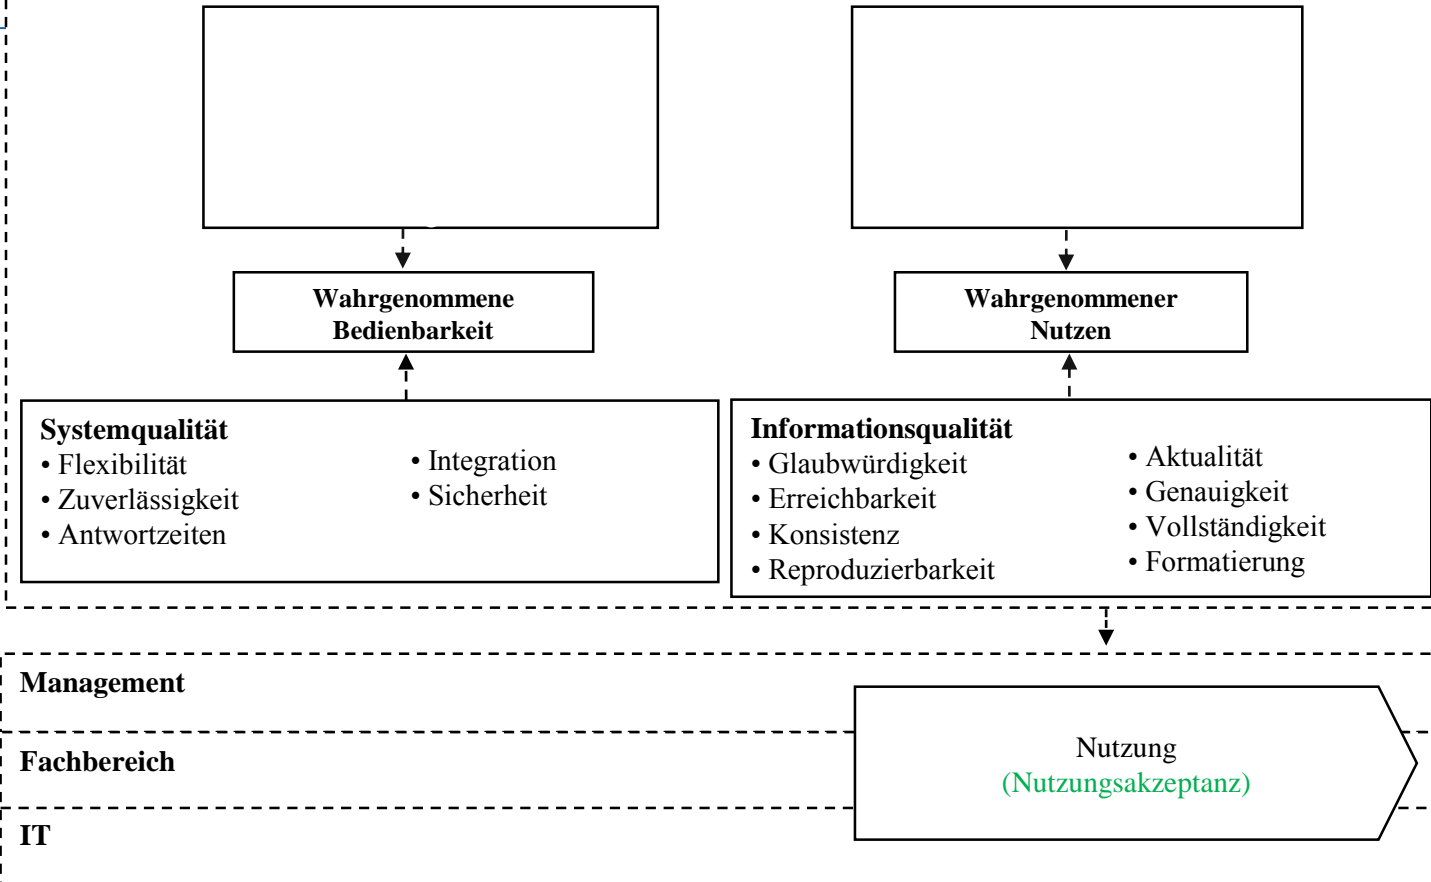 Wahrgenommene
Bedienbarkeit
Wahrgenommener
Nutzen
Systemqualität
• Flexibilität
• Zuverlässigkeit
• Antwortzeiten
• Integration
• Sicherheit
Informationsqualität
• Glaubwürdigkeit
• Erreichbarkeit
• Konsistenz
• Reproduzierbarkeit
• Aktualität
• Genauigkeit
• Vollständigkeit
• Formatierung
Management
Fachbereich
IT
Nutzung
(Nutzungsakzeptanz)